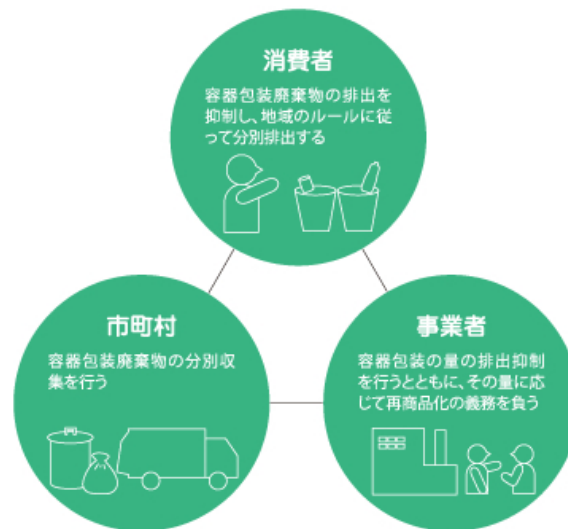 消費者
容器包装廃棄物の排出を
抑制し、地域のルールに従
って分別排出する
市町村
容器包装廃棄物の分別収
集を行う
事業者
容器包装の量の排出抑制
を行うとともに、その量に応
じて再商品化の義務を負う